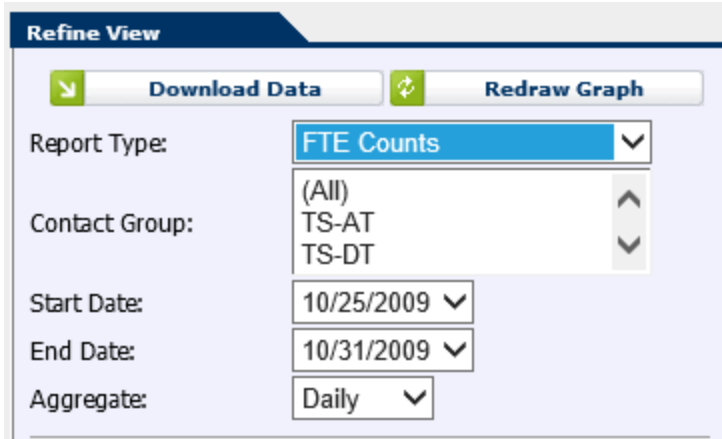 Refine View
Download Data Redraw Graph
Report Type: FTE Counts
(All)
Contact Group: TS-AT
TS-DT
Start Date: 10/25/2009
End Date: 10/31/2009
Aggregate: Daily